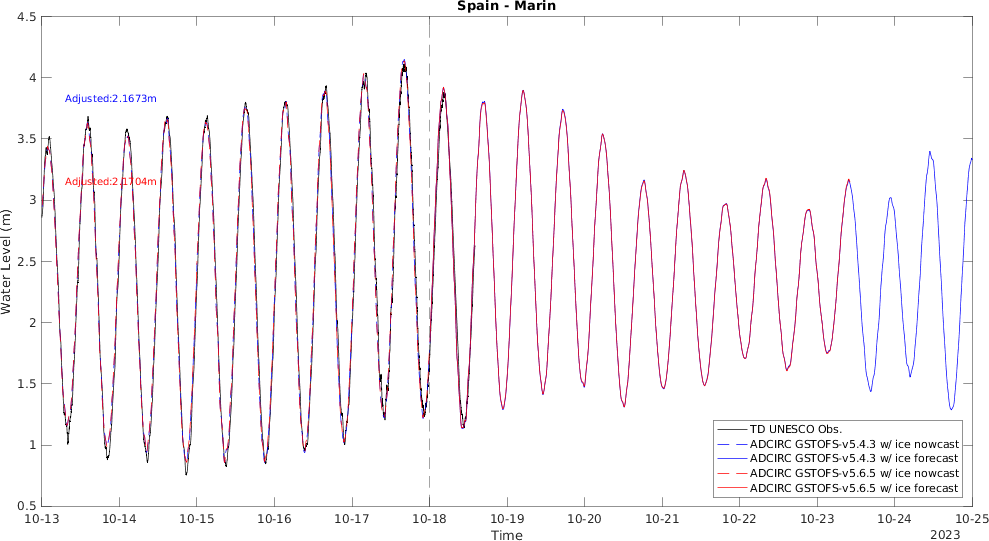 Spain - Marin
4.5
4
3.5
3
2.5
2
1.5
1
0.5
Water Level (m)
Adjusted:2.1673m
Adjusted:2.1704m
TD UNESCO Obs.
ADCIRC GSTOFS-v5.4.3 w/ ice nowcast
ADCIRC GSTOFS-v5.4.3 w/ ice forecast
ADCIRC GSTOFS-v5.6.5 w/ ice nowcast
ADCIRC GSTOFS-v5.6.5 w/ ice forecast
10-13 10-14 10-15 10-16 10-17 10-18 10-19 10-20 10-21 10-22 10-23 10-24 10-25
Time
2023